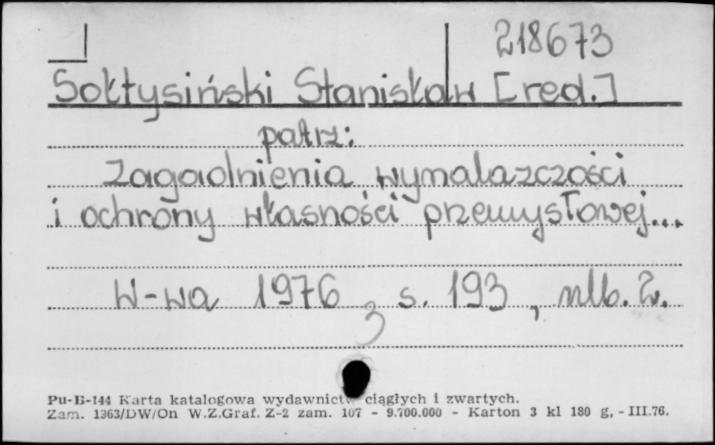 218673
Sołtysiński Stanisław [red.]
patrz:
Zagadnienia wynalazczości
i ochrony własności przemysłowej...
W-wa 1976, s. 193, nlb. 2.
3
Pu-B-144 Karta katalogowa wydawnictw ciągłych i zwartych.
Zam. 1363/DW/On W.Z.Graf. Z-2 zam. 107 - 9.700.000 - Karton 3 kl 180 g, - III.76.